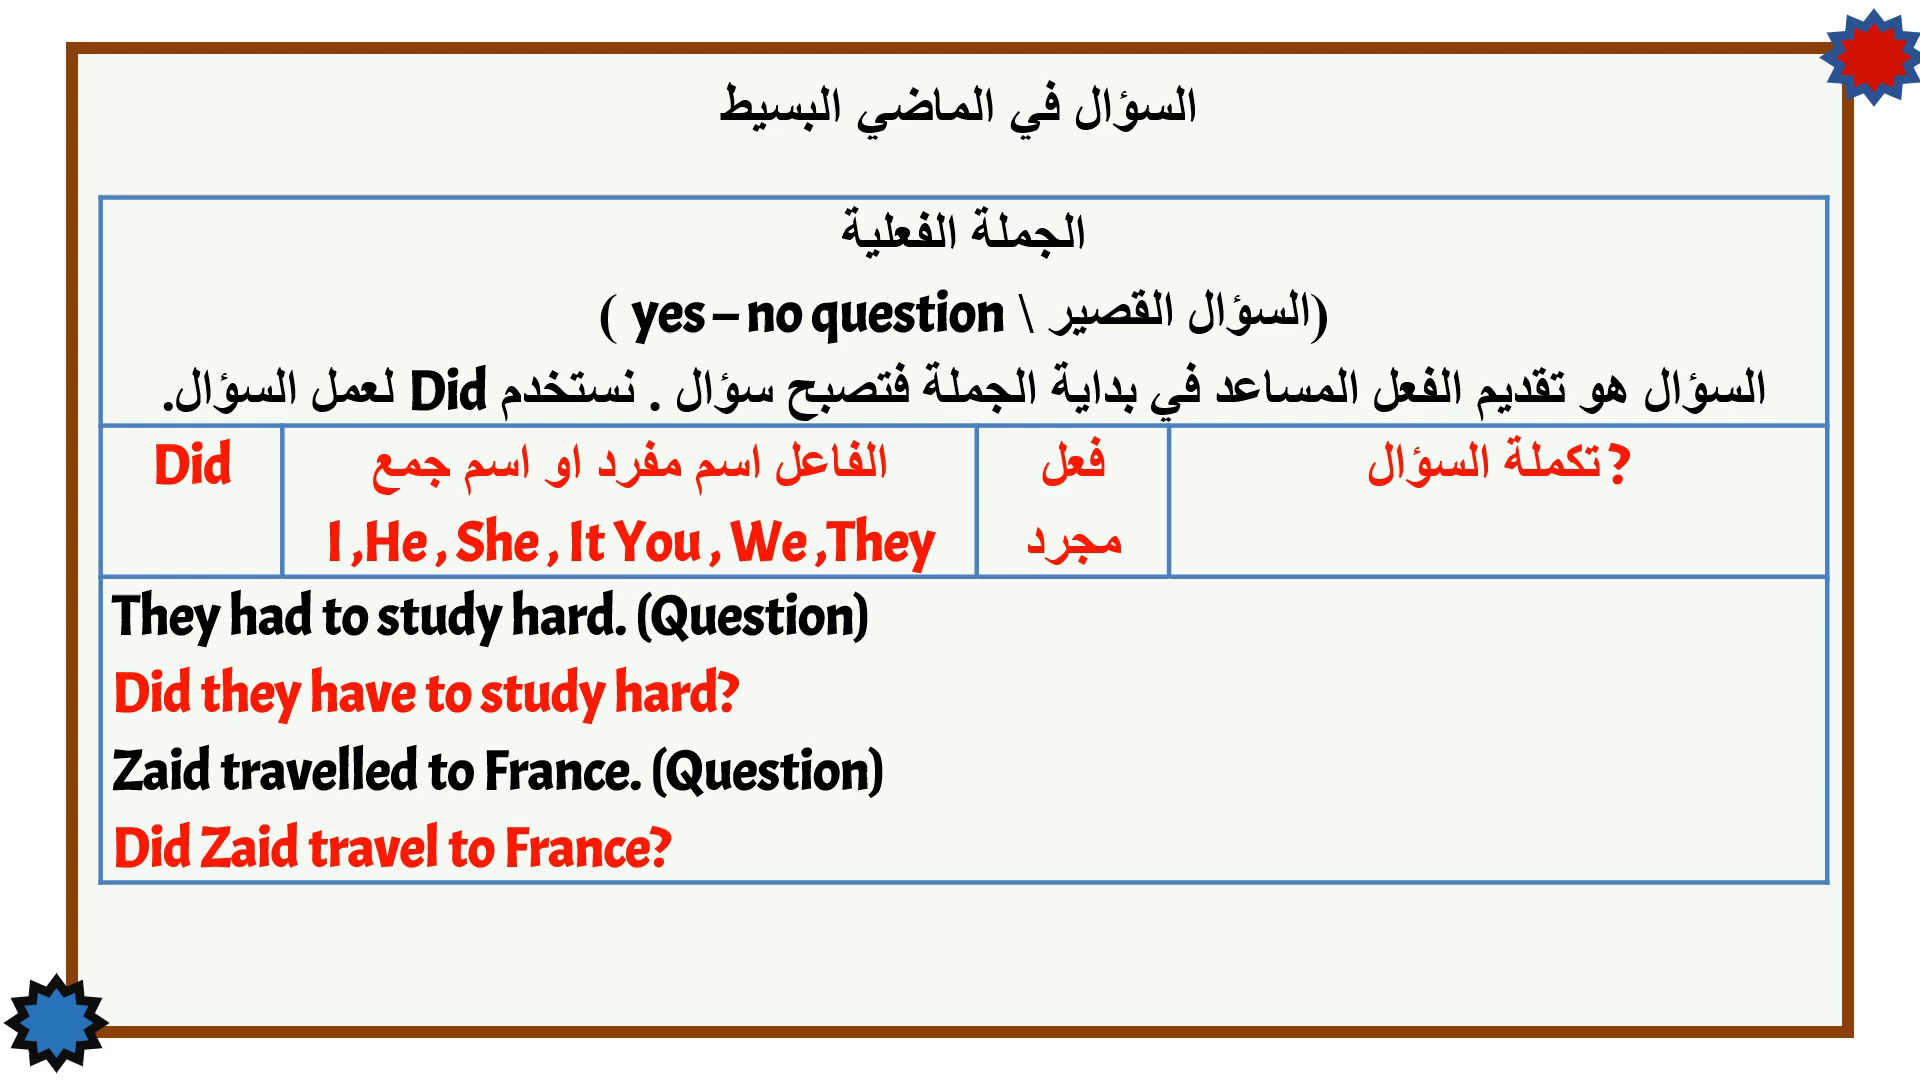 السؤال في الماضي البسيط
الجملة الفعلية
(السؤال القصير \ yes – no question )
السؤال هو تقديم الفعل المساعد في بداية الجملة فتصبح سؤال . نستخدم Did لعمل السؤال.
Did
الفاعل اسم مفرد او اسم جمع
I ,He , She , It You , We ,They
فعل
مجرد
تكملة السؤال?
They had to study hard. (Question)
Did they have to study hard?
Zaid travelled to France. (Question)
Did Zaid travel to France?